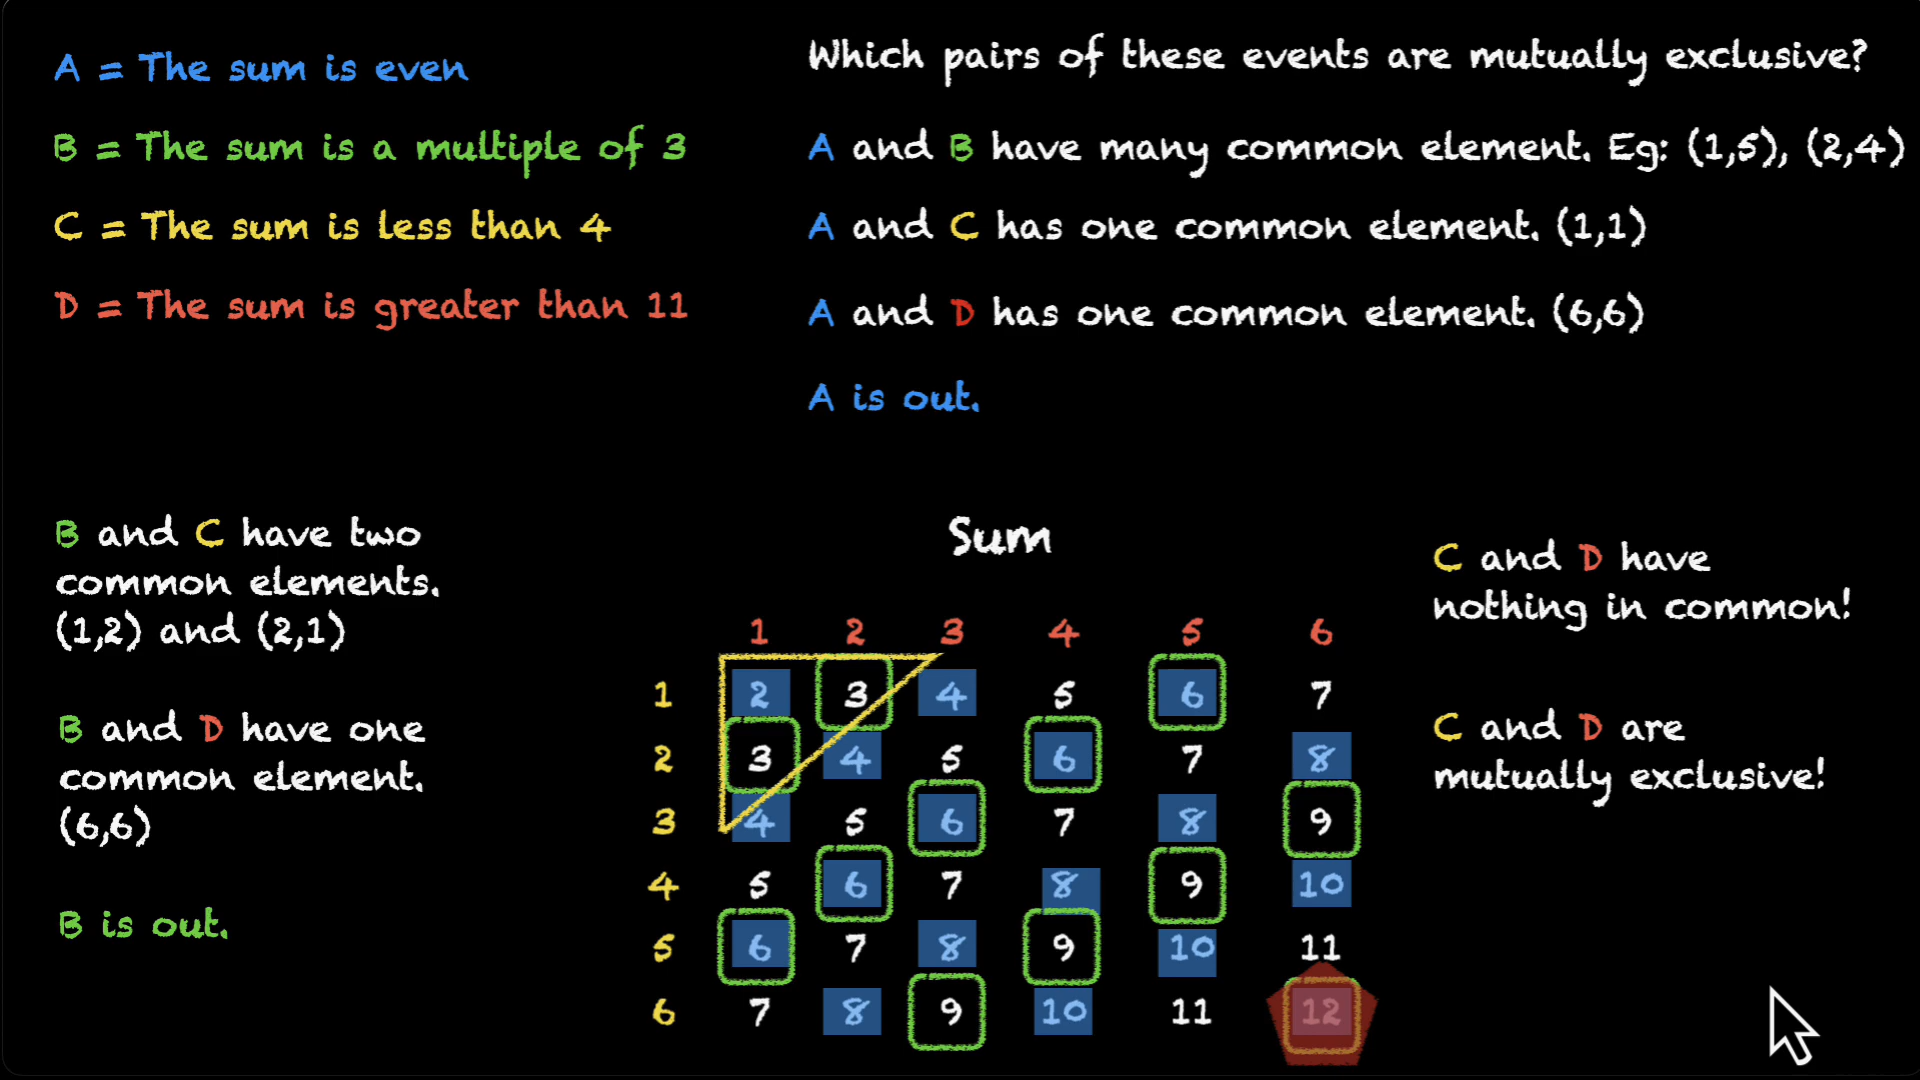 A = The sum is even
B = The sum is a multiple of 3
C = The sum is less than 4
D = The sum is greater than 11
Which pairs of these events are mutually exclusive?
A and B have many common element. Eg: (1,5), (2,4)
A and C has one common element. (1,1)
A and D has one common element. (6,6)
A is out.
B and C have two
common elements.
(1,2) and (2,1)
B and D have one
common element.
(6,6)
B is out.
Sum
1 2 3 4 5 6
1 2 3 4 5 6 7
2 3 4 5 6 7 8
3 4 5 6 7 8 9
4 5 6 7 8 9 10
5 6 7 8 9 10 11
6 7 8 9 10 11 12
C and D have
nothing in common!
C and D are
mutually exclusive!